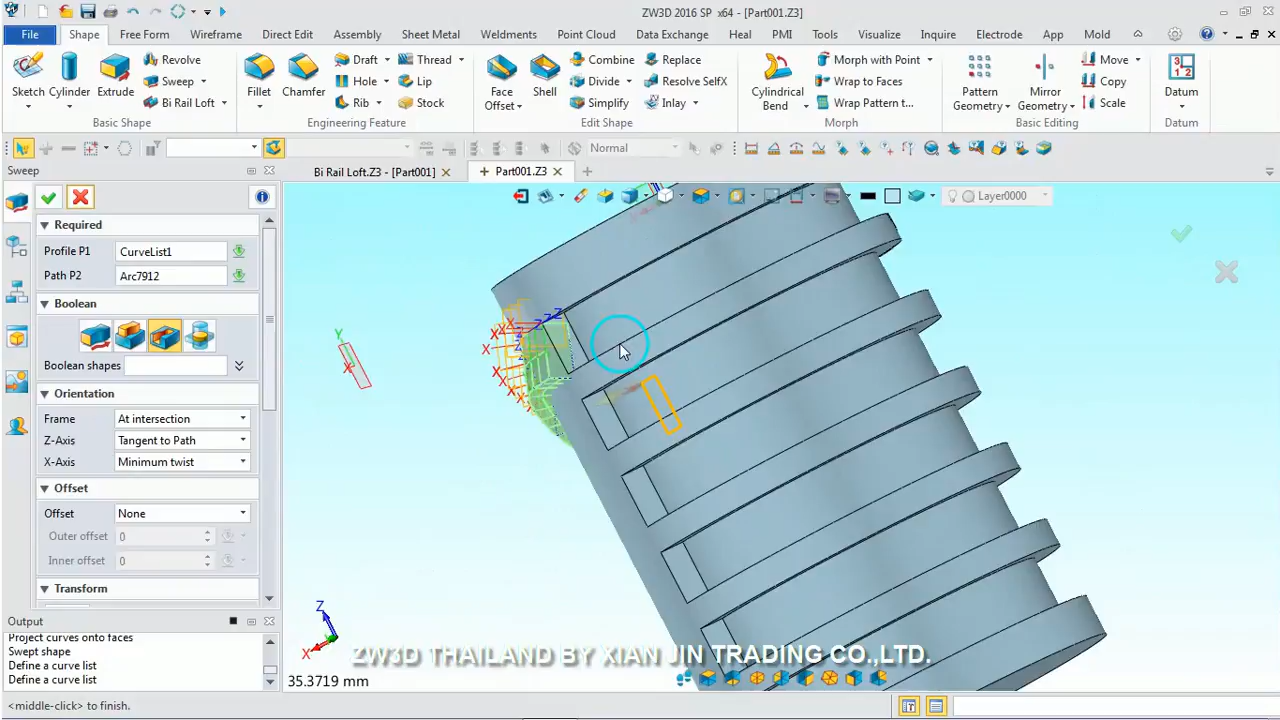 ZW3D 2016 SP x64 - [Part001.Z3]
File Shape Free Form Wireframe Direct Edit Assembly Sheet Metal Weldments Point Cloud Data Exchange Heal PMI Tools Visualize Inquire Electrode App Mold
Sketch Cylinder Extrude Revolve Sweep Bi Rail Loft
Basic Shape
Fillet Chamfer Draft Hole Rib Thread Lip Stock
Engineering Feature
Face Offset Shell Combine Divide Simplify Replace Resolve SelfX Inlay
Edit Shape
Cylindrical Bend Morph with Point Wrap to Faces Wrap Pattern t...
Morph
Pattern Geometry Mirror Geometry Move Copy Scale
Basic Editing
Datum
Datum
Normal
Sweep
Bi Rail Loft.Z3 - [Part001]
Part001.Z3
Layer0000
Required
Profile P1 CurveList1
Path P2 Arc7912
Boolean
Boolean shapes
Orientation
Frame At intersection
Z-Axis Tangent to Path
X-Axis Minimum twist
Offset
Offset None
Outer offset 0
Inner offset 0
Transform
Output
Project curves onto faces
Swept shape
Define a curve list
Define a curve list
<middle-click> to finish.
Z
X
35.3719 mm
ZW3D THAILAND BY XIAN JIN TRADING CO.,LTD.